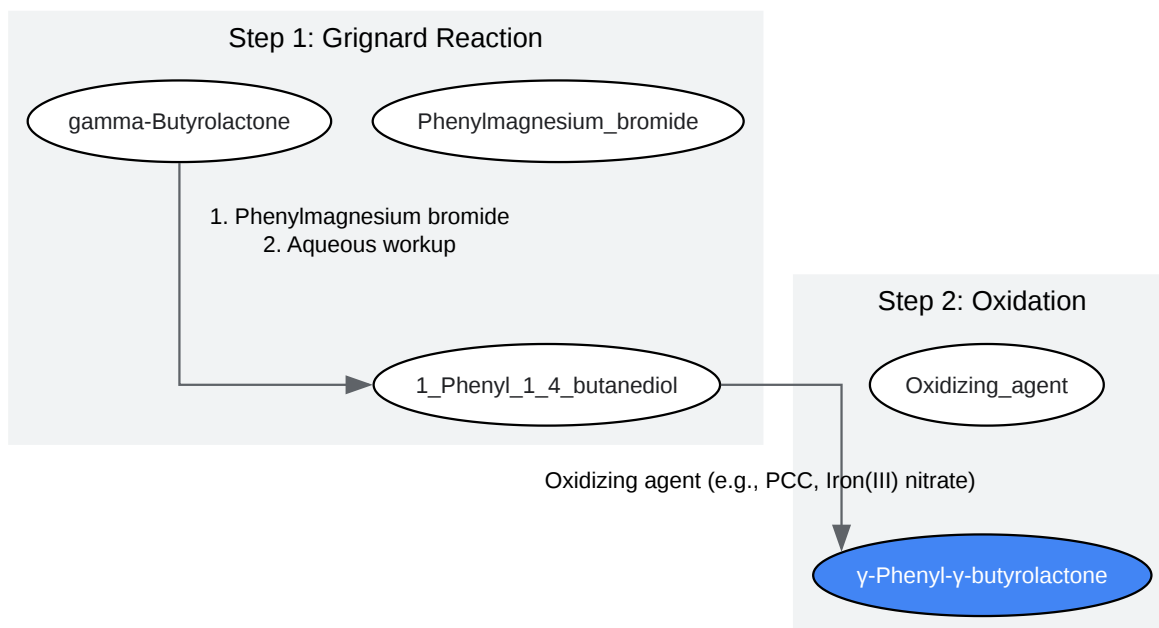 Step 1: Grignard Reaction
gamma-Butyrolactone
Phenylmagnesium_bromide
1. Phenylmagnesium bromide
2. Aqueous workup
1_Phenyl_1_4_butanediol
Step 2: Oxidation
Oxidizing_agent
Oxidizing agent (e.g., PCC, Iron(III) nitrate)
γ-Phenyl-γ-butyrolactone